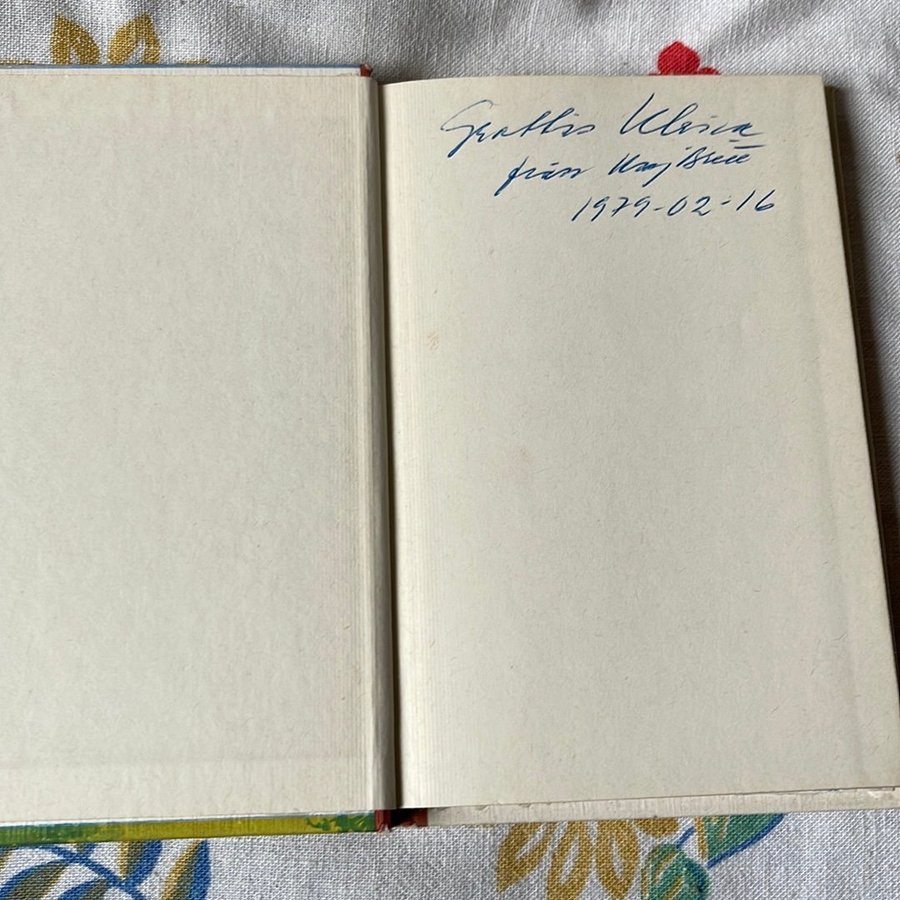 Grattis Ulrica
från
1979-02-16